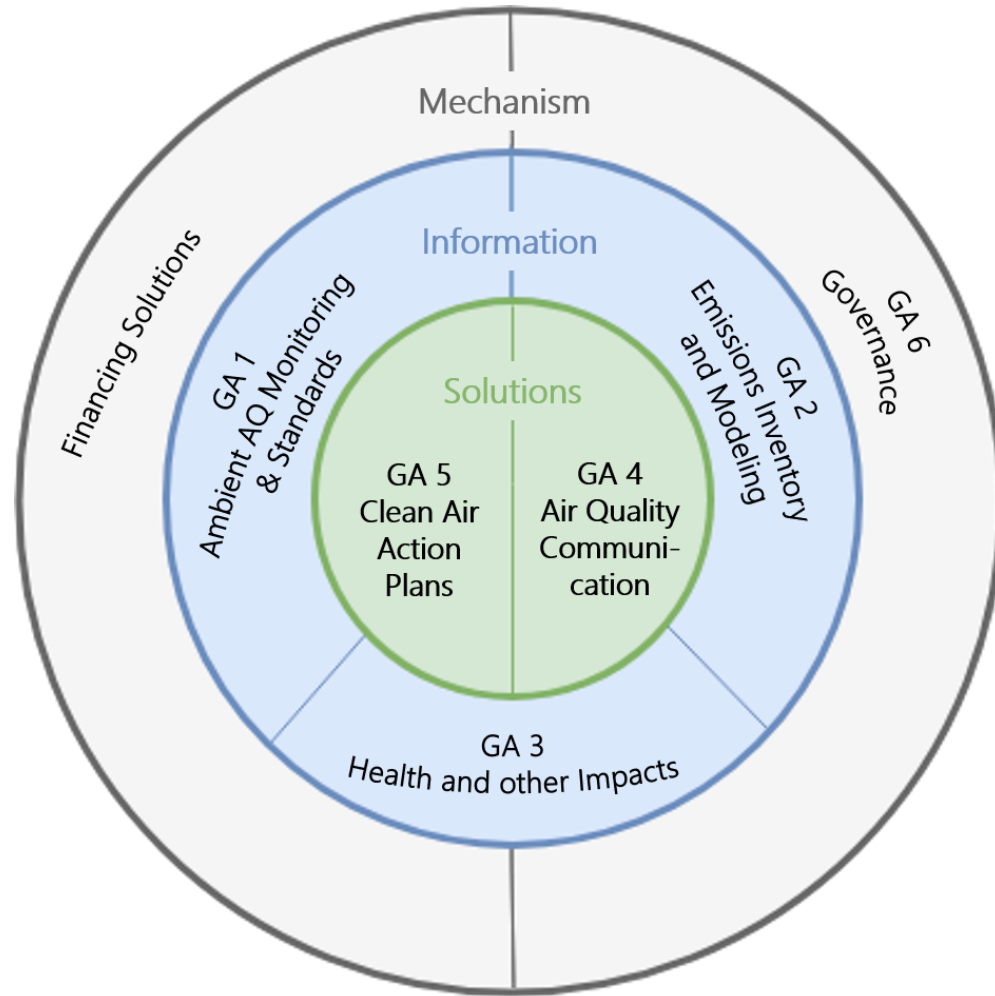 Mechanism
Financing Solutions
GA 6
Governance
Information
GA 1
Ambient AQ Monitoring
& Standards
GA 2
Emissions Inventory
and Modeling
GA 3
Health and other Impacts
Solutions
GA 5
Clean Air
Action
Plans
GA 4
Air Quality
Communi-
cation